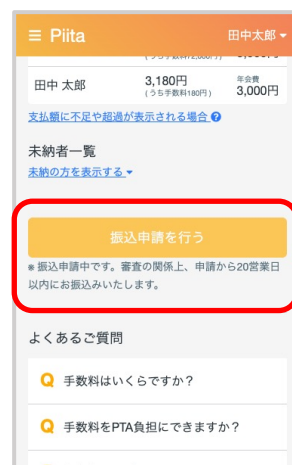 ≡ Piita
田中太郎
田中 太郎
3,180円
(うち手数料180円)
年会費
3,000円
支払額に不足や超過が表示される場合
未納者一覧
未納の方を表示する
振込申請を行う
※振込申請中です。審査の関係上、申請から20営業日
以内にお振込みいたします。
よくあるご質問
Q 手数料はいくらですか？
Q 手数料をPTA負担にできますか？